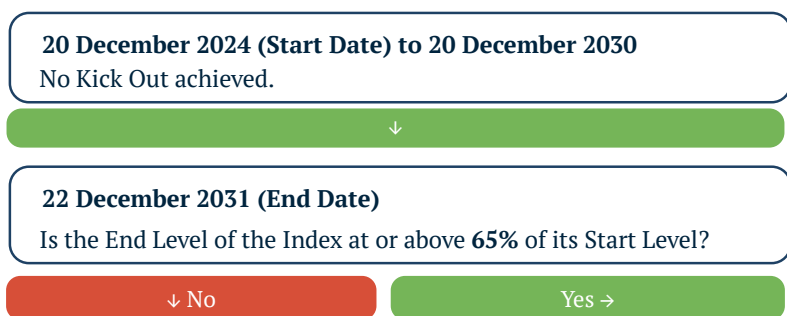 20 December 2024 (Start Date) to 20 December 2030
No Kick Out achieved.
↓
22 December 2031 (End Date)
Is the End Level of the Index at or above 65% of its Start Level?
↓ No
Yes →